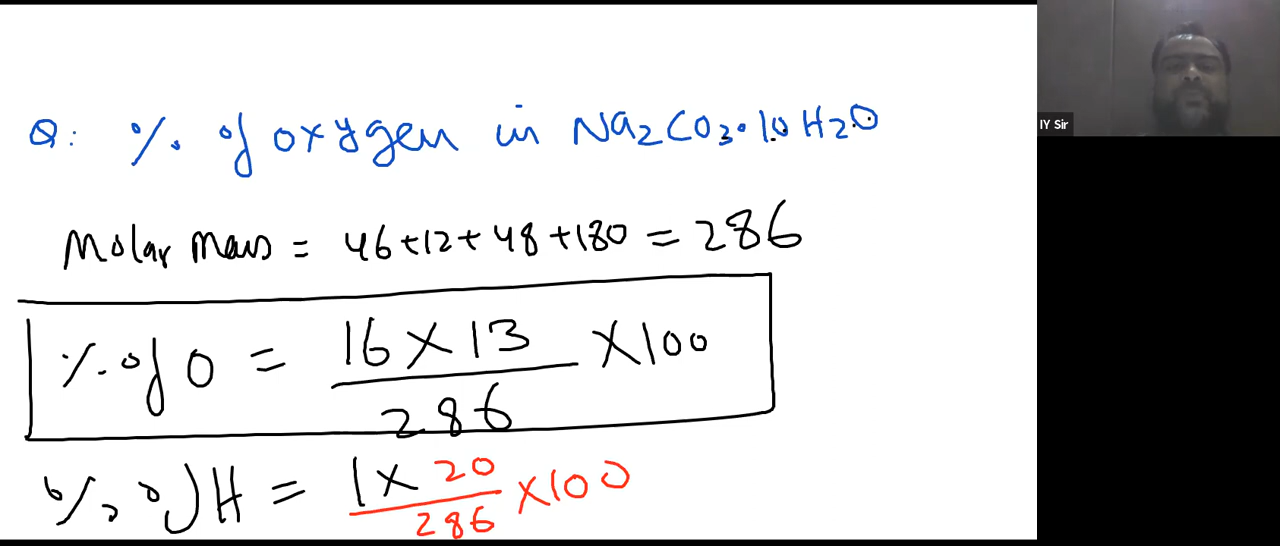 Q: % of oxygen in Na2CO3.10H2O
IY Sir
Molar Mass = 46+12+48+180 = 286
% of O = 16 X 13 / 286 X 100
% of H = 1 X 20 / 286 X 100